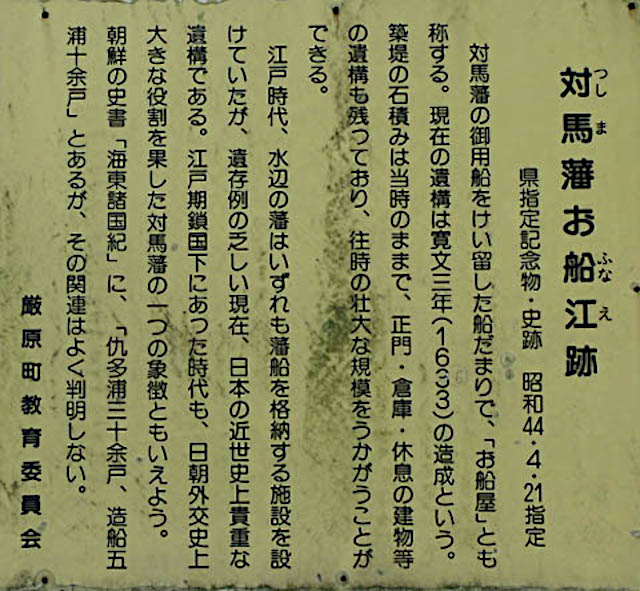 対馬藩お船江跡
つしま ふなえ
県指定記念物・史跡 昭和44・4・21指定
対馬藩の御用船をけい留した船だまりで、「お船屋」とも
称する。現在の遺構は寛文三年(1663)の造成という。
築堤の石積みは当時のままで、正門・倉庫・休息の建物等
の遺構も残っており、往時の壮大な規模をうかがうことが
できる。
江戸時代、水辺の藩はいずれも藩船を格納する施設を設
けていたが、遺存例の乏しい現在、日本の近世史上貴重な
遺構である。江戸期鎖国下にあった時代も、日朝外交史上
大きな役割を果した対馬藩の一つの象徴ともいえよう。
朝鮮の史書「海東諸国紀」に、「仇多浦三十余戸、造船五
浦十余戸」とあるが、その関連はよく判明しない。
厳原町教育委員会